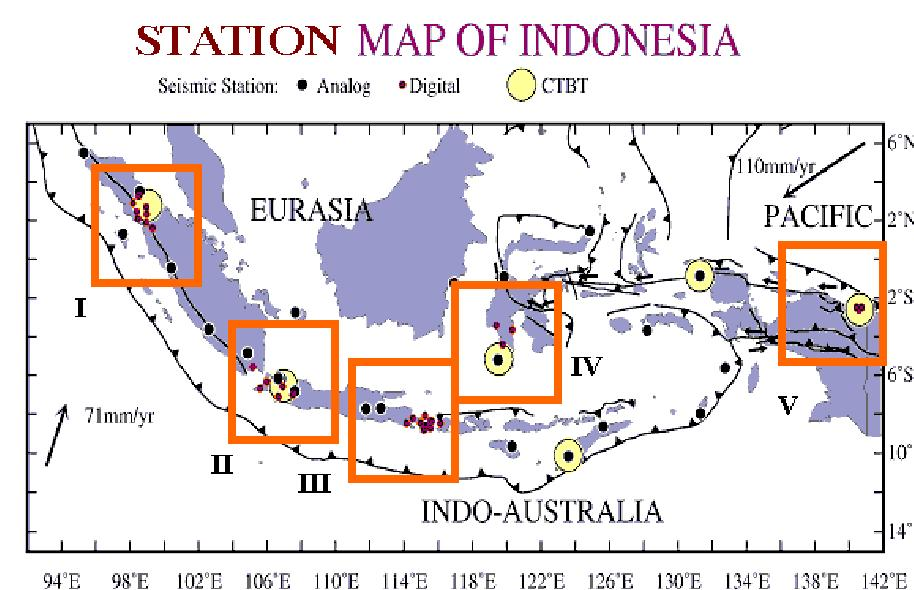 STATION MAP OF INDONESIA
Seismic Station: Analog Digital CTBT
6°N
110mm/yr
EURASIA
PACIFIC
2°N
I
2°S
IV
6°S
V
71mm/yr
II
III
10°
INDO-AUSTRALIA
14°
94°E 98°E 102°E 106°E 110°E 114°E 118°E 122°E 126°E 130°E 134°E 138°E 142°E